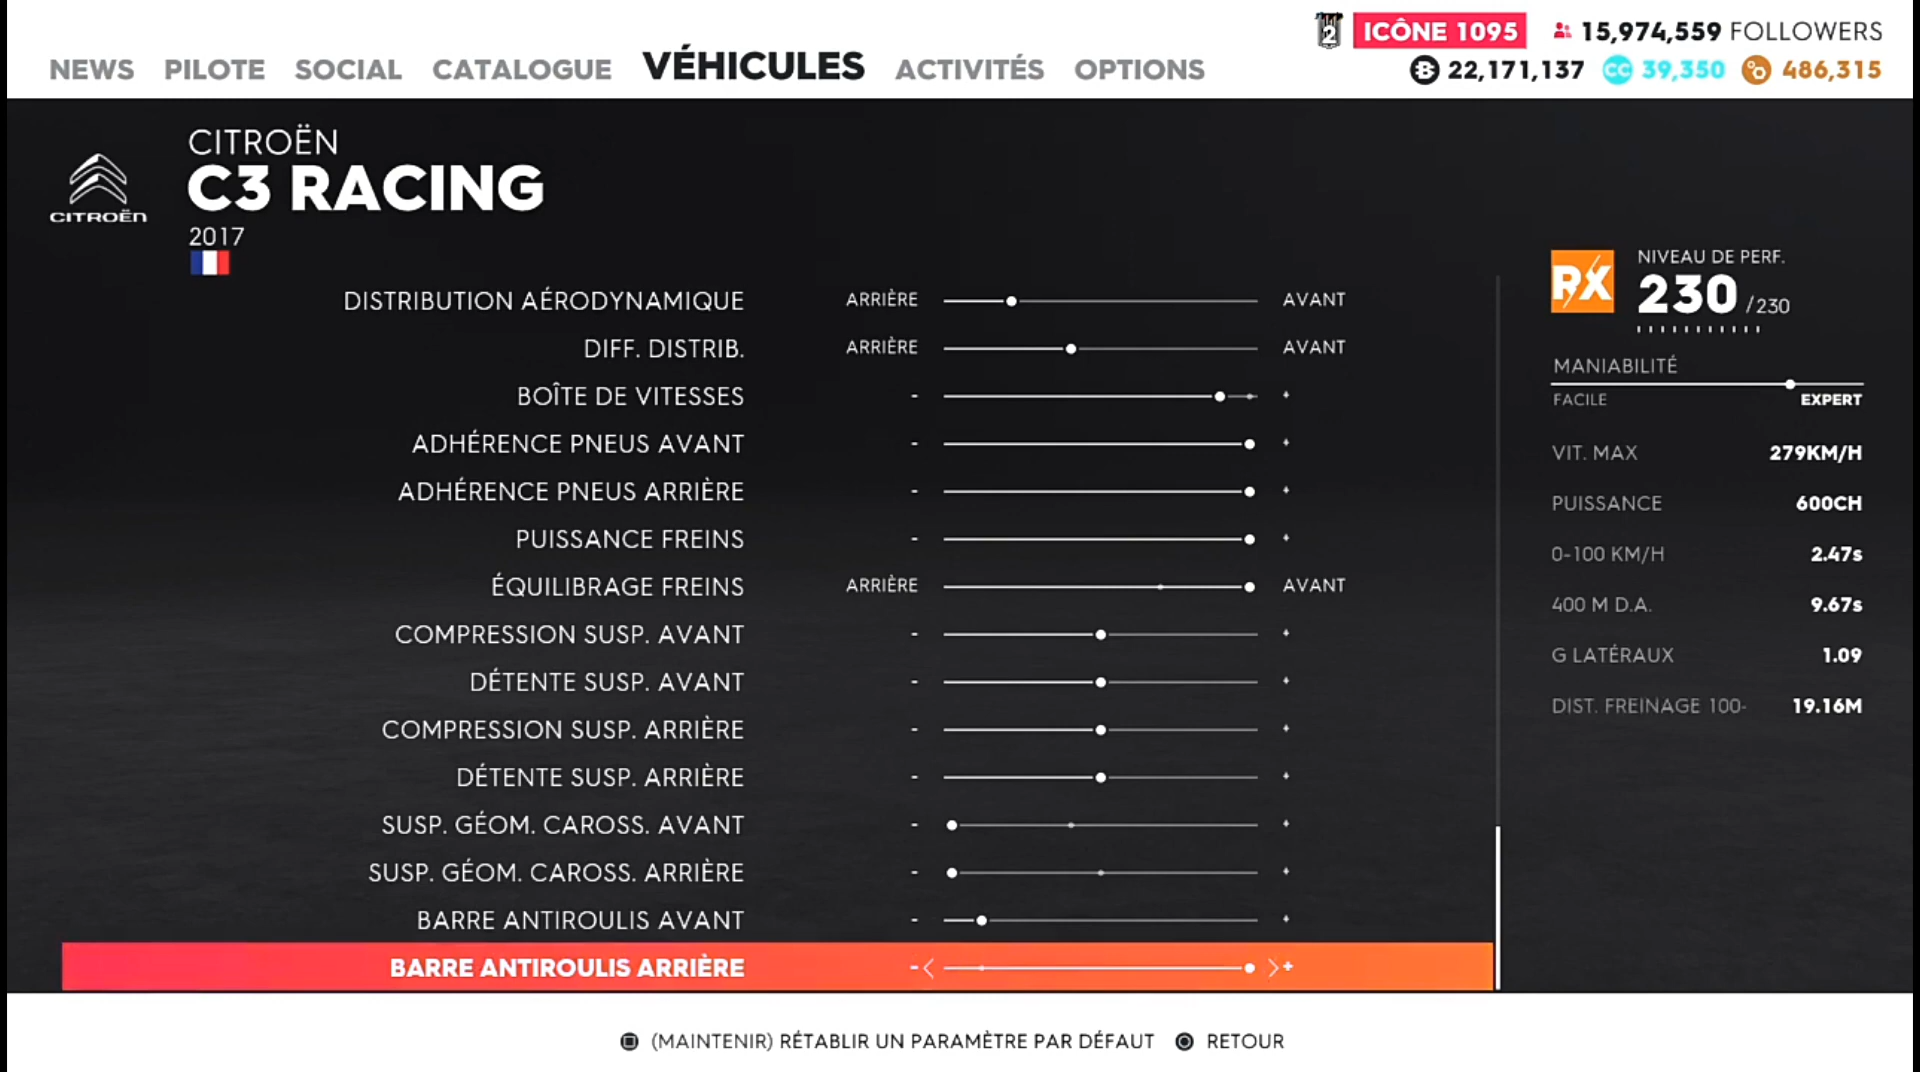 2 ICÔNE 1095 15,974,559 FOLLOWERS
NEWS PILOTE SOCIAL CATALOGUE VÉHICULES ACTIVITÉS OPTIONS
22,171,137 CC 39,350 486,315
CITROËN
C3 RACING
CITROËN
2017
DISTRIBUTION AÉRODYNAMIQUE ARRIÈRE AVANT
DIFF. DISTRIB. ARRIÈRE AVANT
BOÎTE DE VITESSES - +
ADHÉRENCE PNEUS AVANT - +
ADHÉRENCE PNEUS ARRIÈRE - +
PUISSANCE FREINS - +
ÉQUILIBRAGE FREINS ARRIÈRE AVANT
COMPRESSION SUSP. AVANT - +
DÉTENTE SUSP. AVANT - +
COMPRESSION SUSP. ARRIÈRE - +
DÉTENTE SUSP. ARRIÈRE - +
SUSP. GÉOM. CAROSS. AVANT - +
SUSP. GÉOM. CAROSS. ARRIÈRE - +
BARRE ANTIROULIS AVANT - +
BARRE ANTIROULIS ARRIÈRE - +
RX
NIVEAU DE PERF.
230 /230
MANIABILITÉ
FACILE EXPERT
VIT. MAX 279KM/H
PUISSANCE 600CH
0-100 KM/H 2.47s
400 M D.A. 9.67s
G LATÉRAUX 1.09
DIST. FREINAGE 100- 19.16M
(MAINTENIR) RÉTABLIR UN PARAMÈTRE PAR DÉFAUT RETOUR